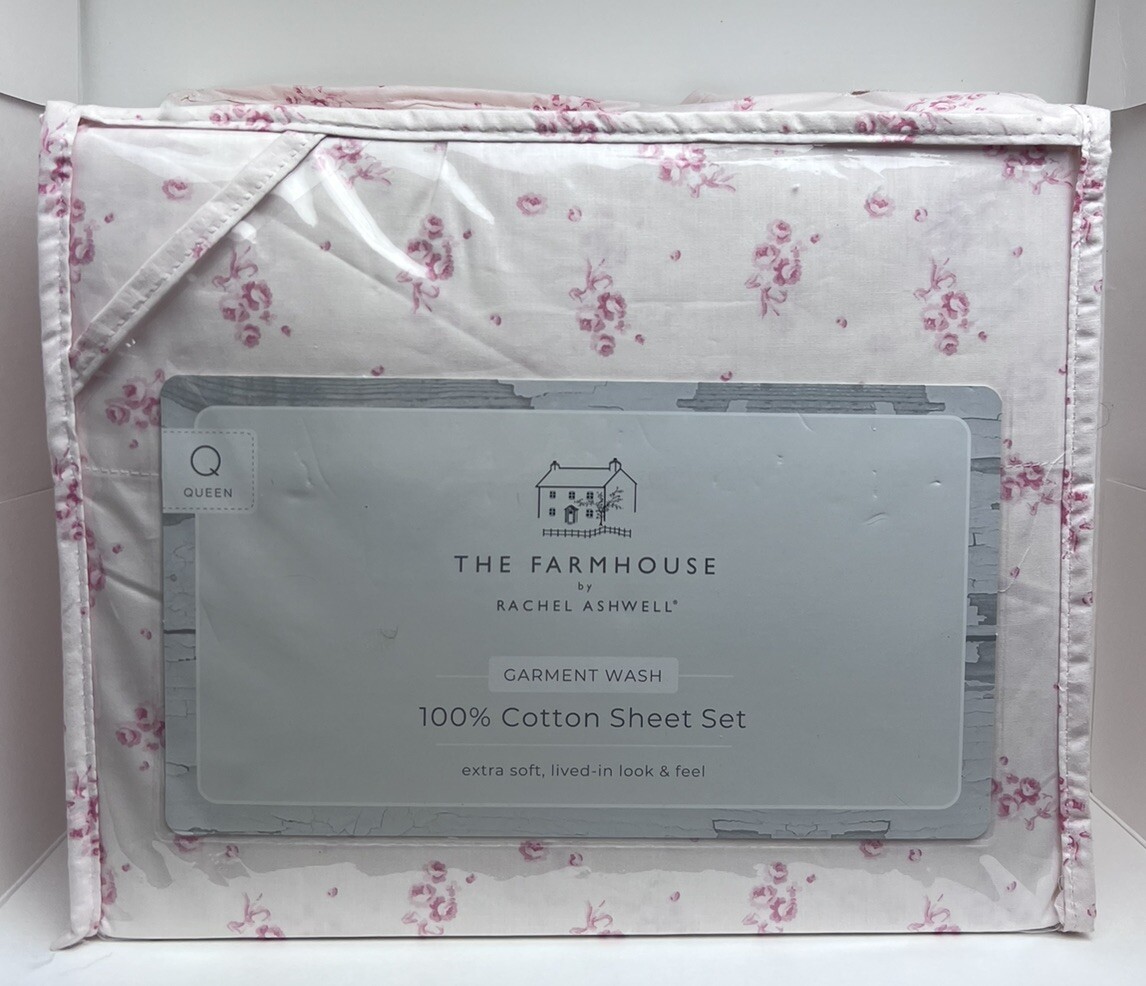 Q
QUEEN
THE FARMHOUSE
by
RACHEL ASHWELL®
GARMENT WASH
100% Cotton Sheet Set
extra soft, lived-in look & feel